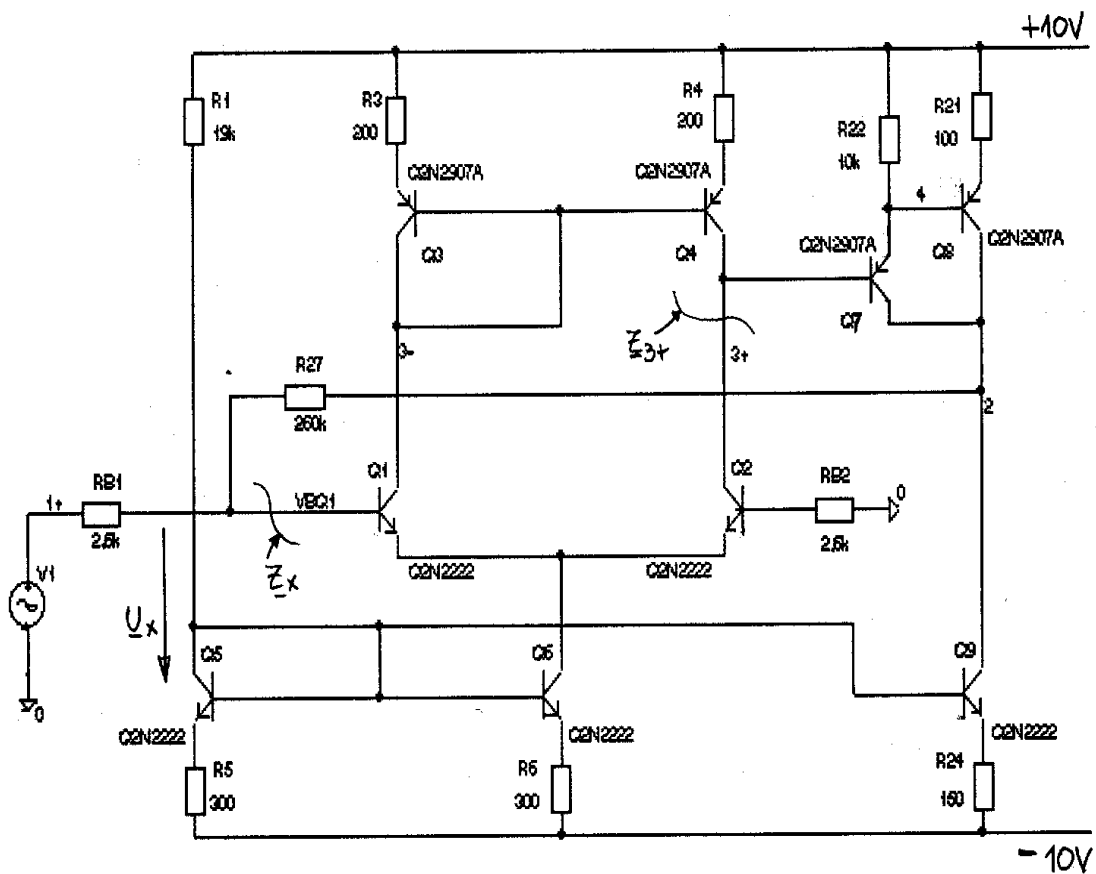 +10V
R1
19k
R3
200
R4
200
R22
10k
R21
100
Q2N2907A
Q2N2907A
4
Q2N2907A
Q2N2907A
Q3
Q4
Q8
Q7
Z3+
3-
3+
R27
260k
2
Q1
Q2
RB1
RB2
0
1+
VBQ1
2,6k
2,6k
Zx
Q2N2222
Q2N2222
V1
Ux
Q5
Q6
Q9
0
Q2N2222
Q2N2222
Q2N2222
R5
300
R6
300
R24
150
-10V